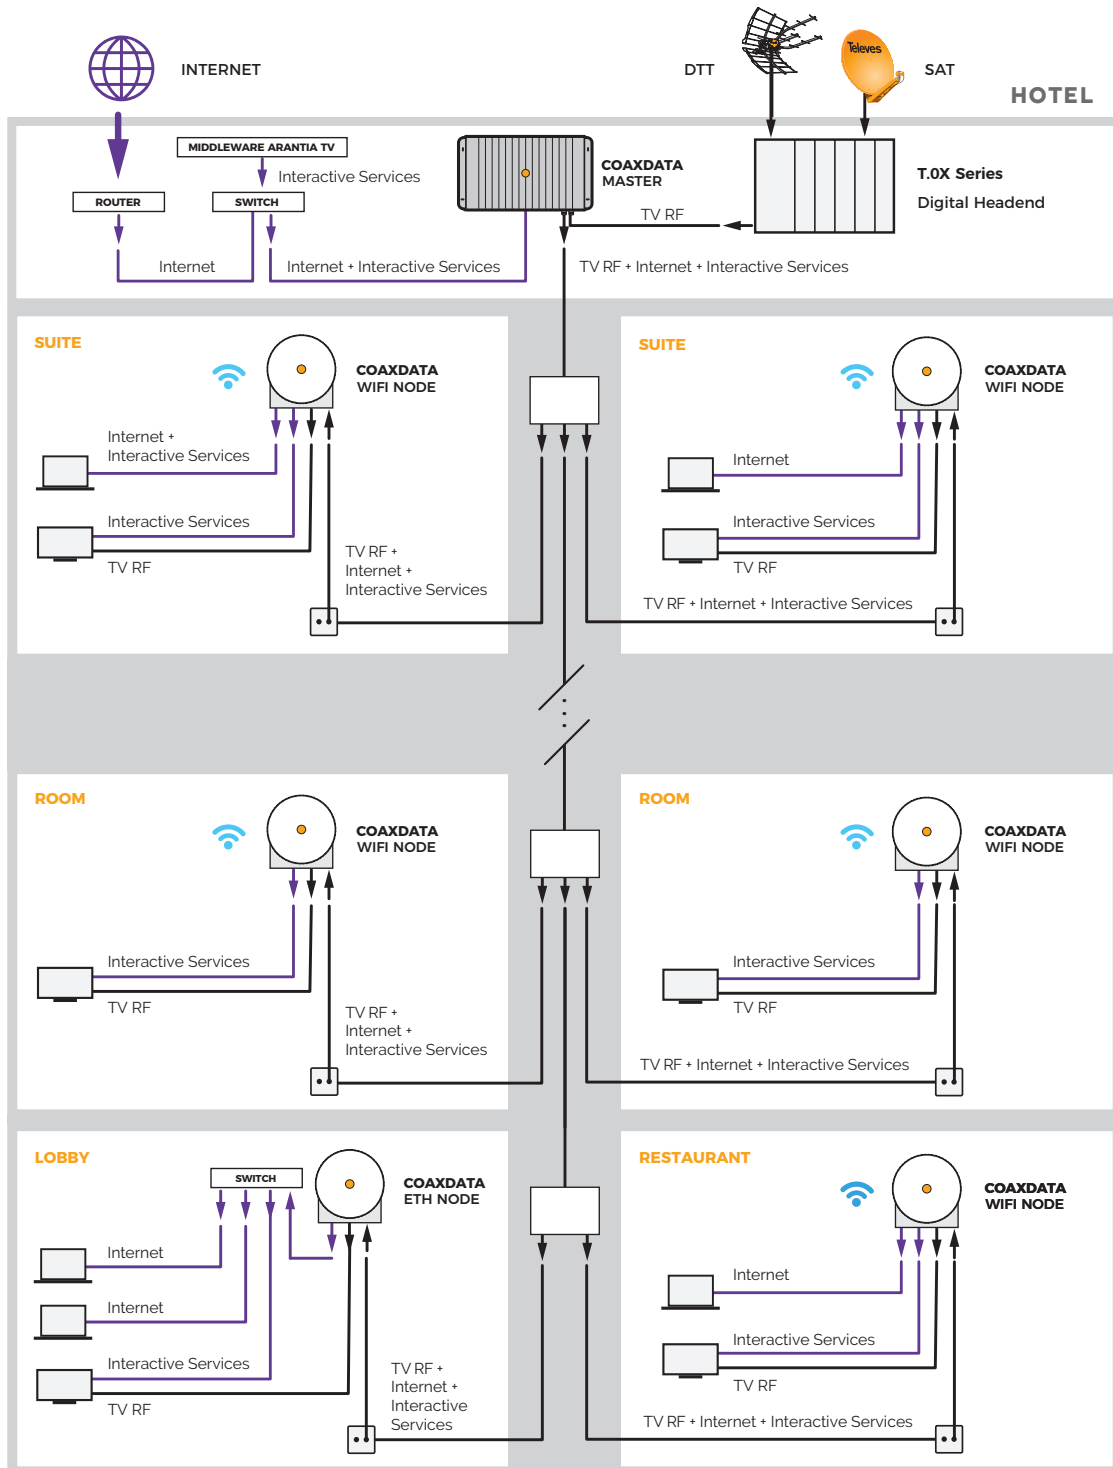 INTERNET
DTT
Televes
SAT
HOTEL
MIDDLEWARE ARANTIA TV
Interactive Services
ROUTER
SWITCH
COAXDATA
MASTER
TV RF
T.0X Series
Digital Headend
Internet
Internet + Interactive Services
TV RF + Internet + Interactive Services
SUITE
COAXDATA
WIFI NODE
Internet +
Interactive Services
Interactive Services
TV RF
TV RF +
Internet +
Interactive Services
SUITE
COAXDATA
WIFI NODE
Internet
Interactive Services
TV RF
TV RF + Internet + Interactive Services
ROOM
COAXDATA
WIFI NODE
Interactive Services
TV RF
TV RF +
Internet +
Interactive Services
ROOM
COAXDATA
WIFI NODE
Interactive Services
TV RF
TV RF + Internet + Interactive Services
LOBBY
SWITCH
COAXDATA
ETH NODE
Internet
Internet
Interactive Services
TV RF
TV RF +
Internet +
Interactive
Services
RESTAURANT
COAXDATA
WIFI NODE
Internet
Interactive Services
TV RF
TV RF + Internet + Interactive Services